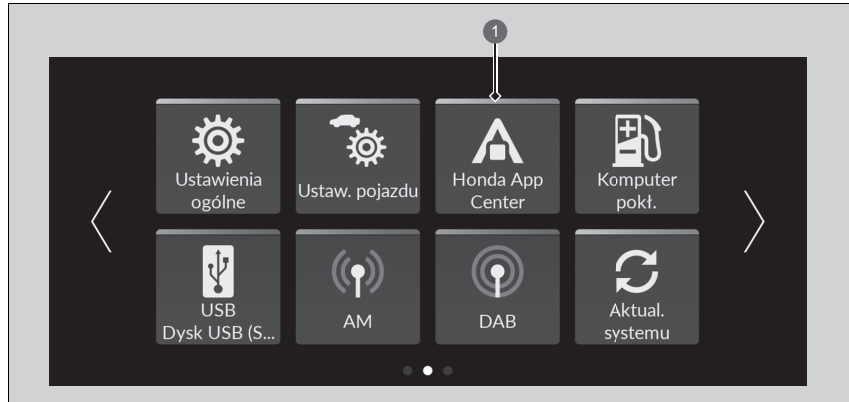 1
Ustawienia
ogólne
Ustaw. pojazdu
Honda App
Center
Komputer
pokł.
USB
Dysk USB (S...
AM
DAB
Aktual.
systemu